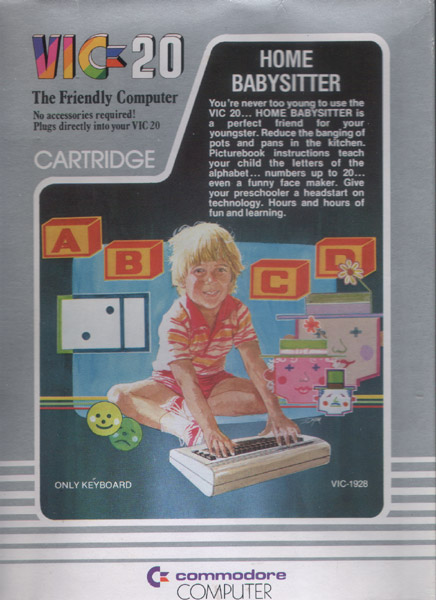 VIC-20
The Friendly Computer
No accessories required!
Plugs directly into your VIC 20
CARTRIDGE
HOME
BABYSITTER
You're never too young to use the
VIC 20... HOME BABYSITTER is
a perfect friend for your
youngster. Reduce the banging of
pots and pans in the kitchen.
Picturebook instructions teach
your child the letters of the
alphabet... numbers up to 20...
even a funny face maker. Give
your preschooler a headstart on
technology. Hours and hours of
fun and learning.
A
B
C
D
ONLY KEYBOARD
VIC-1928
commodore
COMPUTER